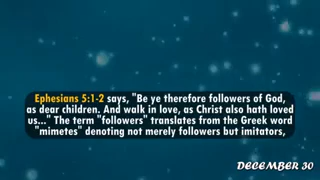 Ephesians 5:1-2 says, "Be ye therefore followers of God,
as dear children. And walk in love, as Christ also hath loved
us..." The term "followers" translates from the Greek word
"mimetes" denoting not merely followers but imitators,
DECEMBER 30